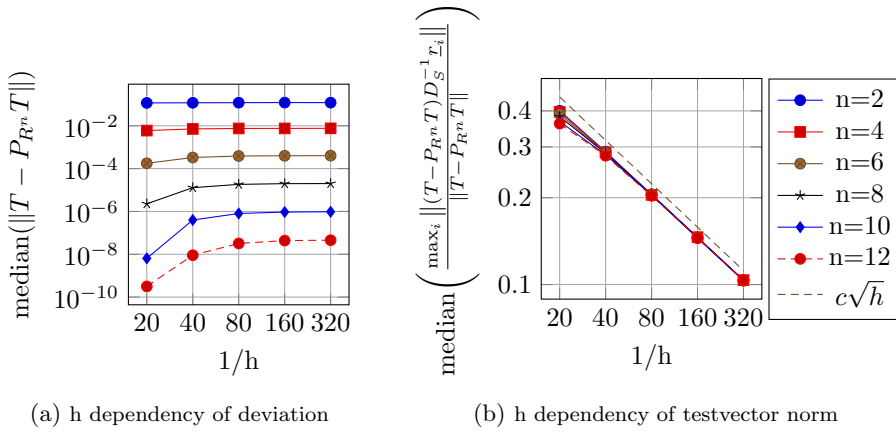 median(‖T − P_{R^n}T‖)
10^{−2}
10^{−4}
10^{−6}
10^{−8}
10^{−10}
20 40 80 160 320
1/h
(a) h dependency of deviation
median( max_i ‖(T−P_{R^n}T)D_S^{−1} r_i‖ / ‖T−P_{R^n}T‖ )
0.4
0.3
0.2
0.1
20 40 80 160 320
1/h
(b) h dependency of testvector norm
n=2
n=4
n=6
n=8
n=10
n=12
c√h